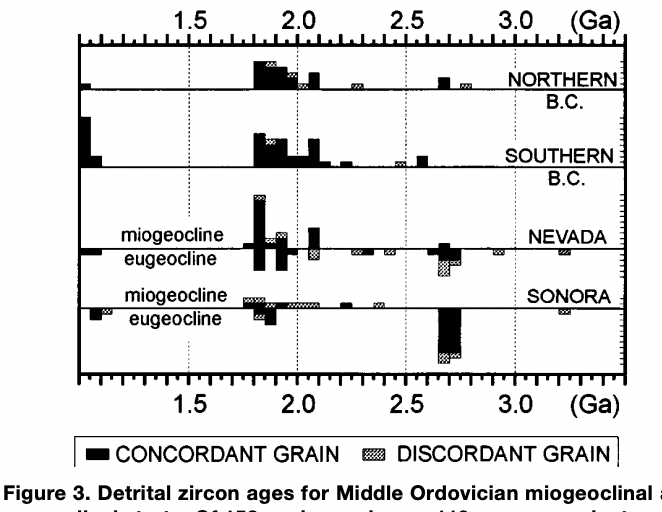 1.5 2.0 2.5 3.0 (Ga)
NORTHERN
B.C.
SOUTHERN
B.C.
miogeocline NEVADA
eugeocline
miogeocline SONORA
eugeocline
1.5 2.0 2.5 3.0 (Ga)
CONCORDANT GRAIN DISCORDANT GRAIN
Figure 3. Detrital zircon ages for Middle Ordovician miogeoclinal a